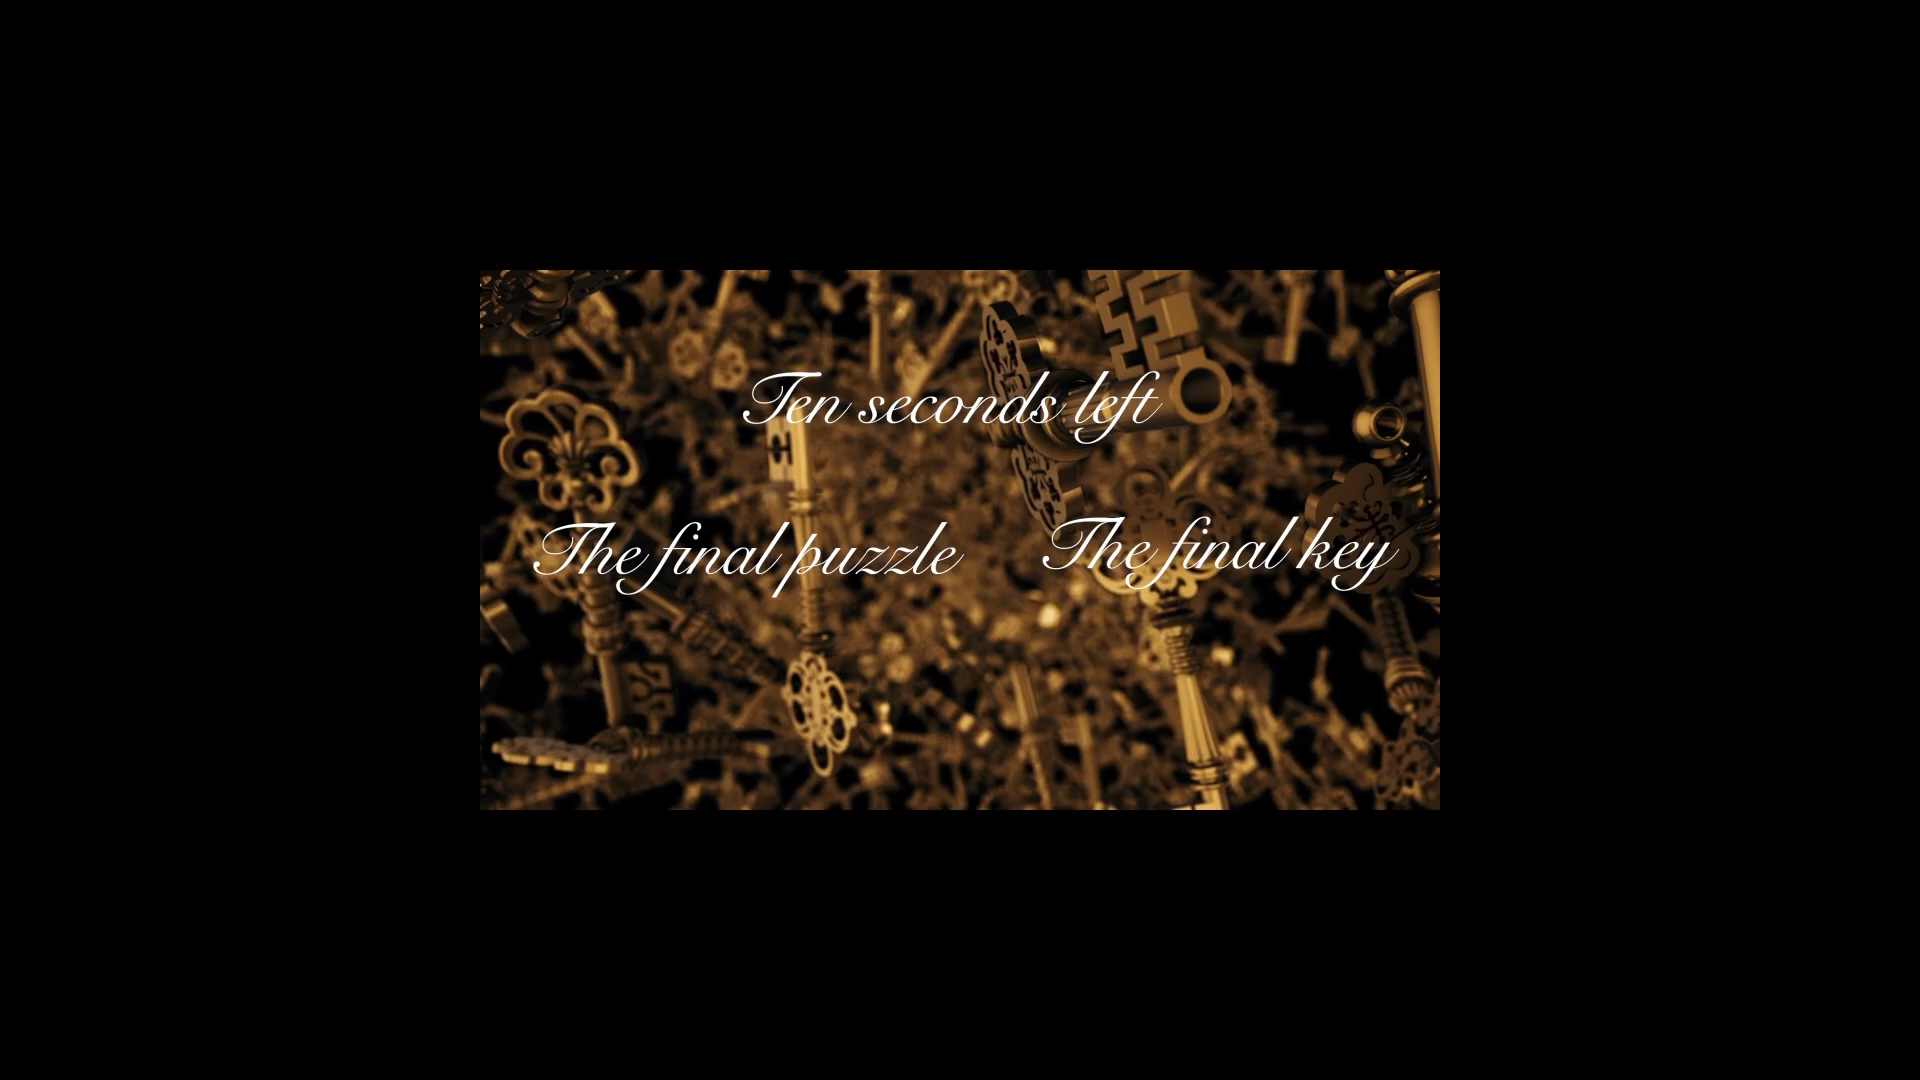 Ten seconds left
The final puzzle
The final key